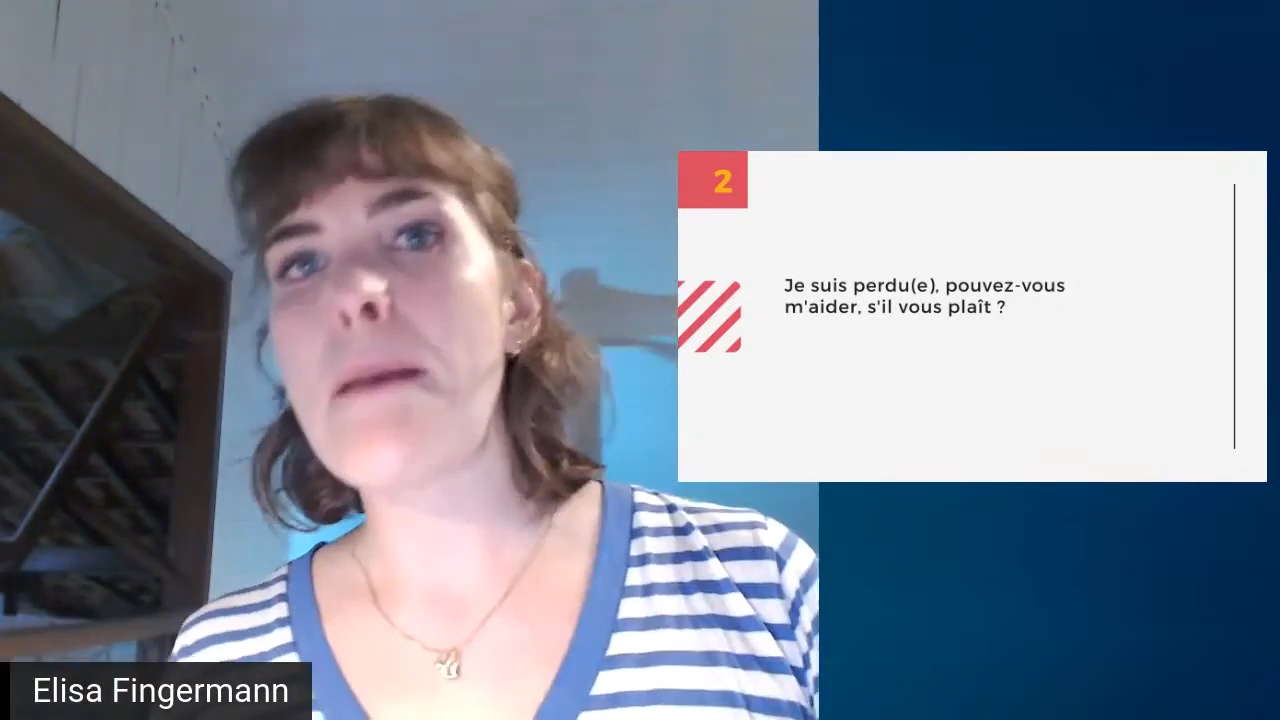 2
Je suis perdu(e), pouvez-vous
m'aider, s'il vous plaît ?
Elisa Fingermann